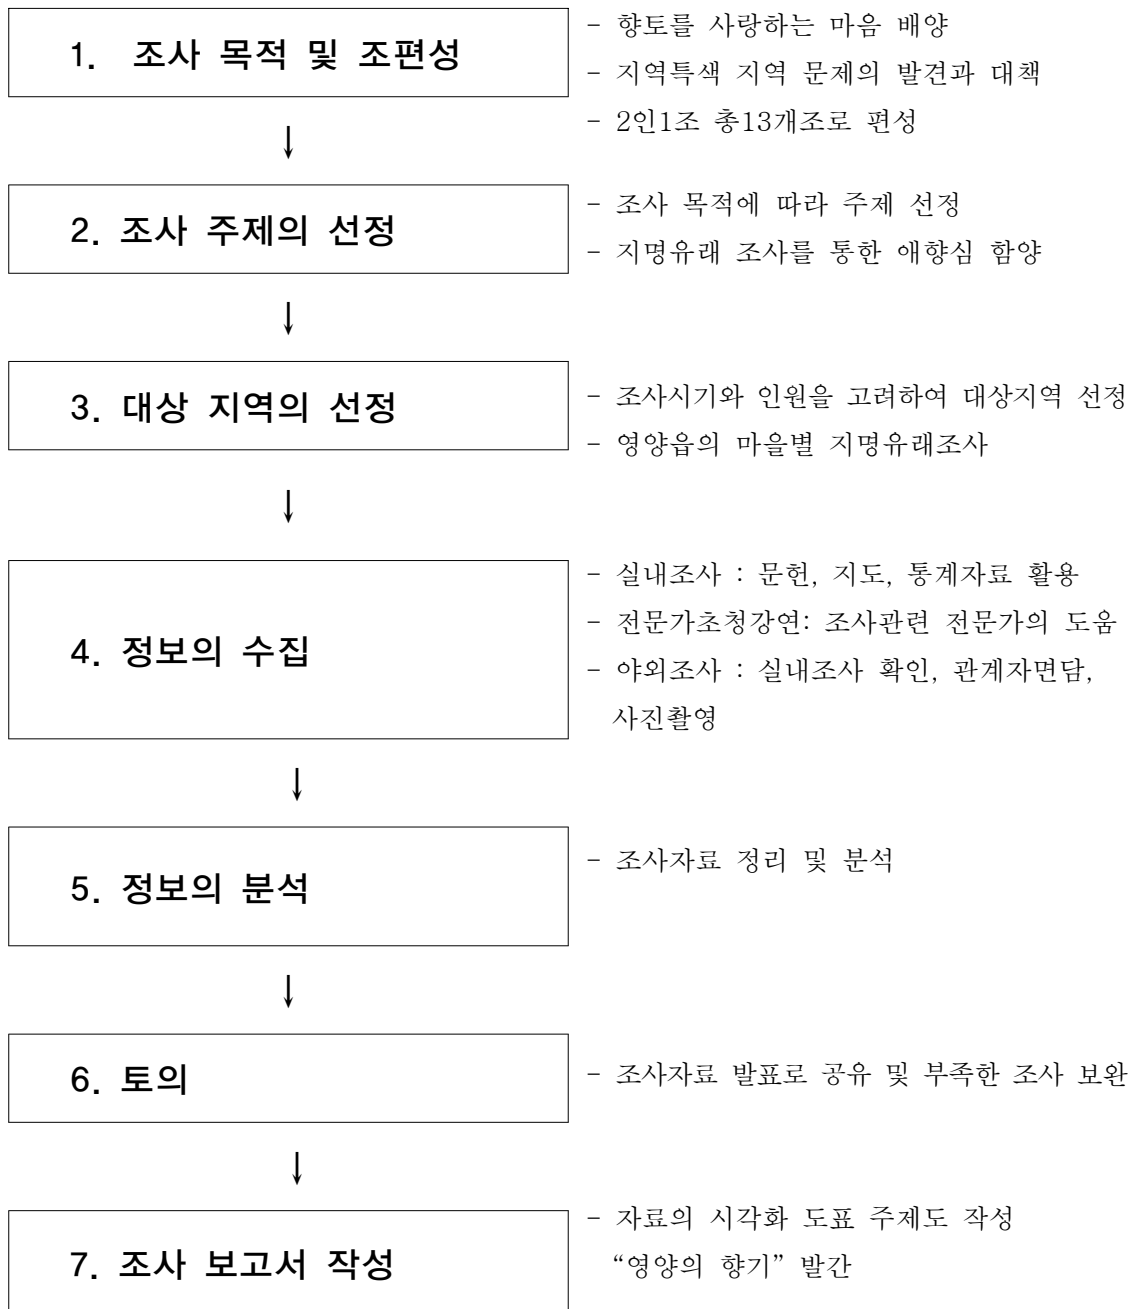 1. 조사 목적 및 조편성
- 향토를 사랑하는 마음 배양
- 지역특색 지역 문제의 발견과 대책
- 2인1조 총13개조로 편성
↓
2. 조사 주제의 선정
- 조사 목적에 따라 주제 선정
- 지명유래 조사를 통한 애향심 함양
↓
3. 대상 지역의 선정
- 조사시기와 인원을 고려하여 대상지역 선정
- 영양읍의 마을별 지명유래조사
↓
4. 정보의 수집
- 실내조사 : 문헌, 지도, 통계자료 활용
- 전문가초청강연: 조사관련 전문가의 도움
- 야외조사 : 실내조사 확인, 관계자면담,
사진촬영
↓
5. 정보의 분석
- 조사자료 정리 및 분석
↓
6. 토의
- 조사자료 발표로 공유 및 부족한 조사 보완
↓
7. 조사 보고서 작성
- 자료의 시각화 도표 주제도 작성
“영양의 향기” 발간